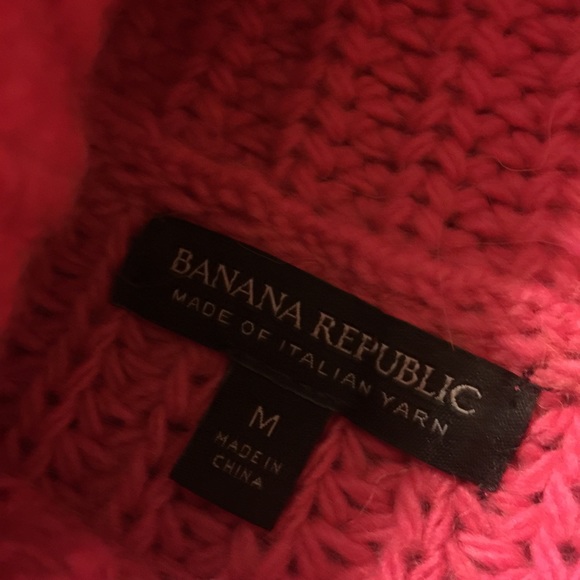 BANANA REPUBLIC
MADE OF ITALIAN YARN
M
MADE IN
CHINA